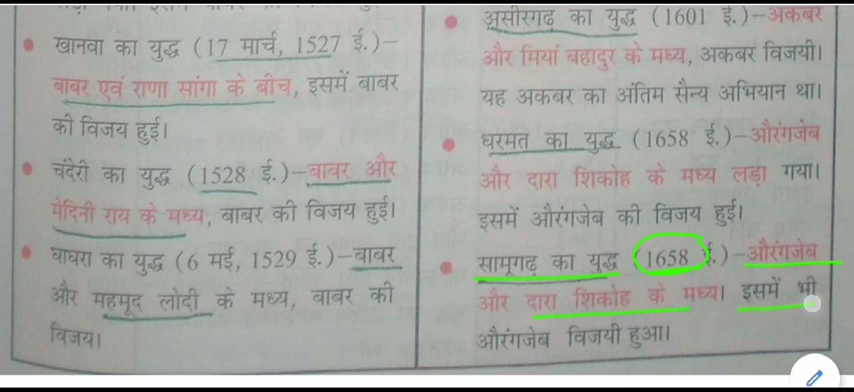 खानवा का युद्ध (17 मार्च, 1527 ई.)–
बाबर एवं राणा सांगा के बीच, इसमें बाबर
की विजय हुई।
चंदेरी का युद्ध (1528 ई.)–बाबर और
मेदिनी राय के मध्य, बाबर की विजय हुई।
घाघरा का युद्ध (6 मई, 1529 ई.)–बाबर
और महमूद लोदी के मध्य, बाबर की
विजय।
असीरगढ़ का युद्ध (1601 ई.)–अकबर
और मियां बहादुर के मध्य, अकबर विजयी।
यह अकबर का अंतिम सैन्य अभियान था।
धरमत का युद्ध (1658 ई.)–औरंगजेब
और दारा शिकोह के मध्य लड़ा गया।
इसमें औरंगजेब की विजय हुई।
सामूगढ़ का युद्ध (1658 ई.)–औरंगजेब
और दारा शिकोह के मध्य। इसमें भी
औरंगजेब विजयी हुआ।